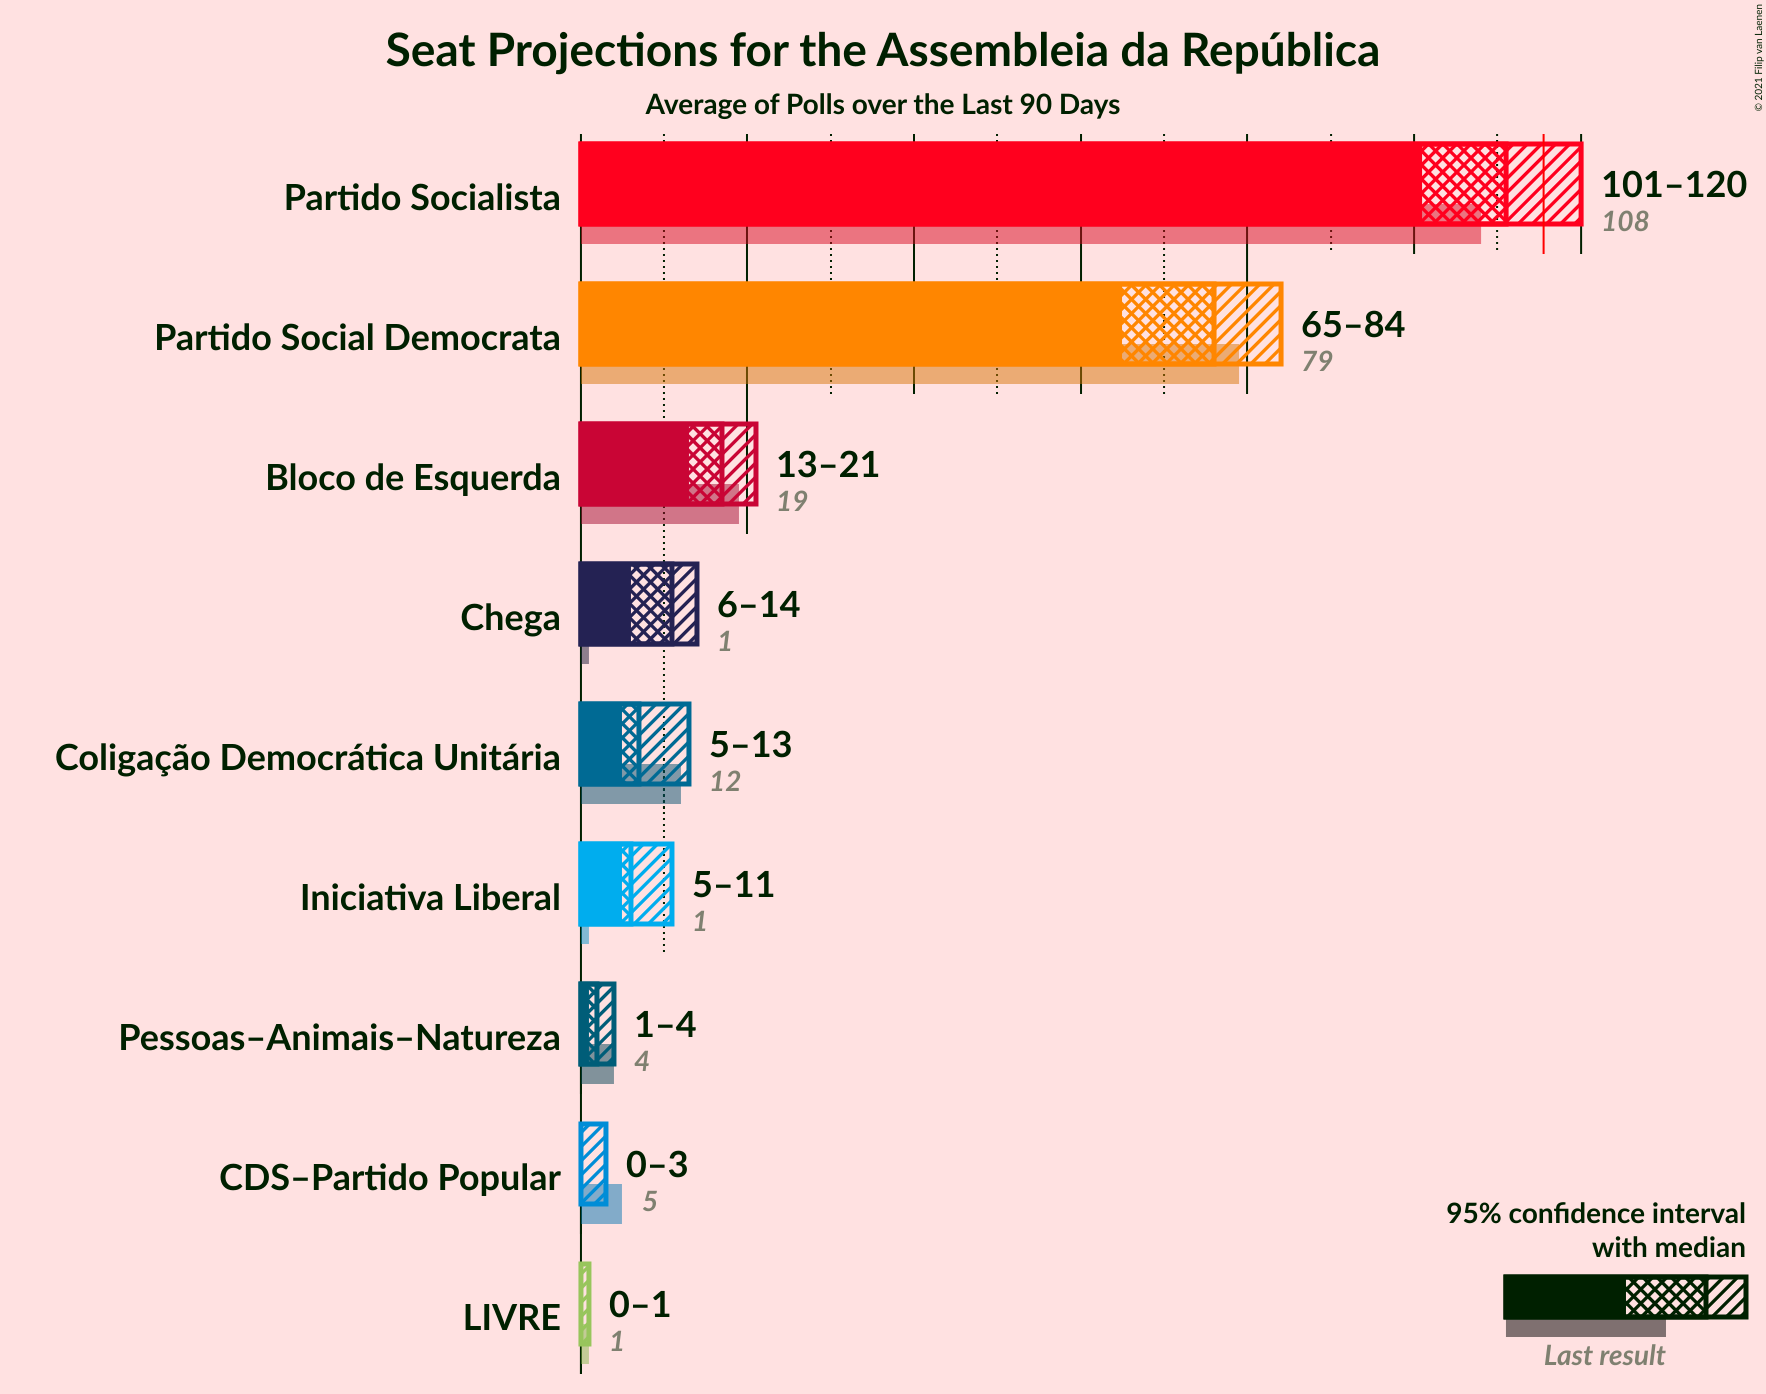 Seat Projections for the Assembleia da República
Average of Polls over the Last 90 Days
© 2021 Filip van Laenen
Partido Socialista
101–120
108
Partido Social Democrata
65–84
79
Bloco de Esquerda
13–21
19
Chega
6–14
1
Coligação Democrática Unitária
5–13
12
Iniciativa Liberal
5–11
1
Pessoas–Animais–Natureza
1–4
4
CDS–Partido Popular
0–3
5
LIVRE
0–1
1
95% confidence interval
with median
Last result